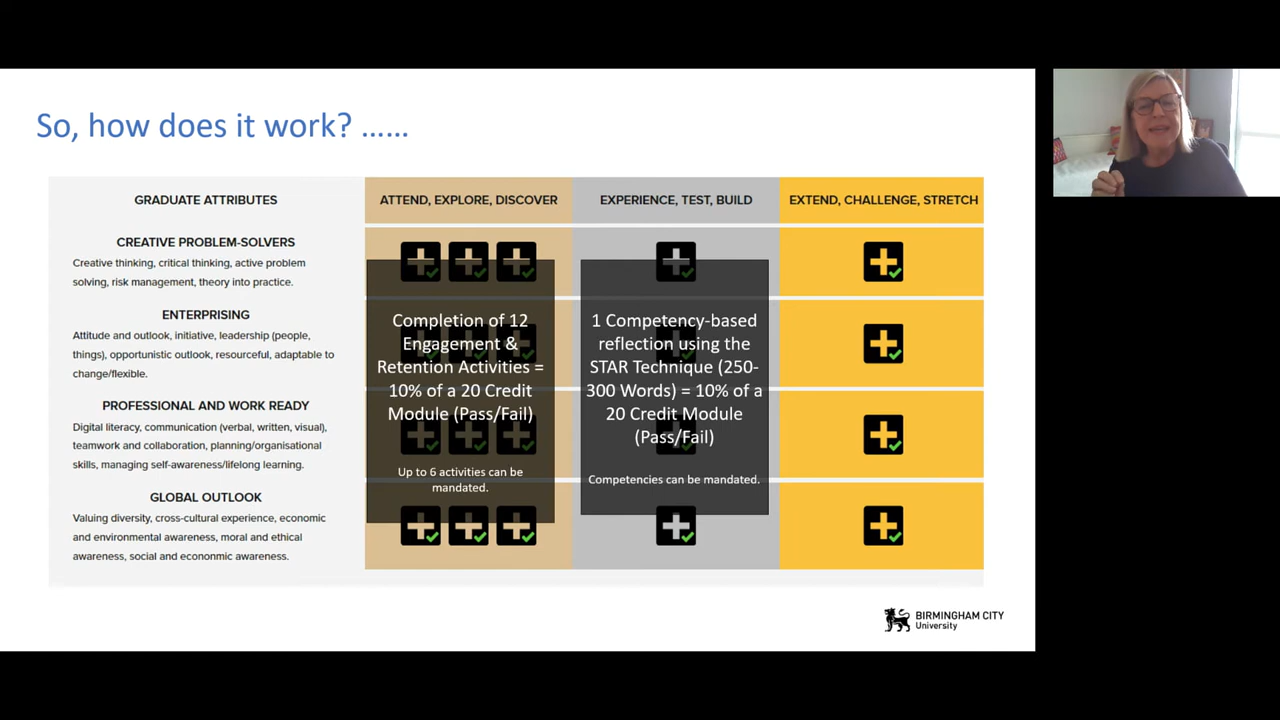 So, how does it work? ……
GRADUATE ATTRIBUTES
ATTEND, EXPLORE, DISCOVER
EXPERIENCE, TEST, BUILD
EXTEND, CHALLENGE, STRETCH
CREATIVE PROBLEM-SOLVERS
Creative thinking, critical thinking, active problem
solving, risk management, theory into practice.
ENTERPRISING
Attitude and outlook, initiative, leadership (people,
things), opportunistic outlook, resourceful, adaptable to
change/flexible.
PROFESSIONAL AND WORK READY
Digital literacy, communication (verbal, written, visual),
teamwork and collaboration, planning/organisational
skills, managing self-awareness/lifelong learning.
GLOBAL OUTLOOK
Valuing diversity, cross-cultural experience, economic
and environmental awareness, moral and ethical
awareness, social and econonmic awareness.
Completion of 12
Engagement &
Retention Activities =
10% of a 20 Credit
Module (Pass/Fail)
Up to 6 activities can be
mandated.
1 Competency-based
reflection using the
STAR Technique (250-
300 Words) = 10% of a
20 Credit Module
(Pass/Fail)
Competencies can be mandated.
BIRMINGHAM CITY
University